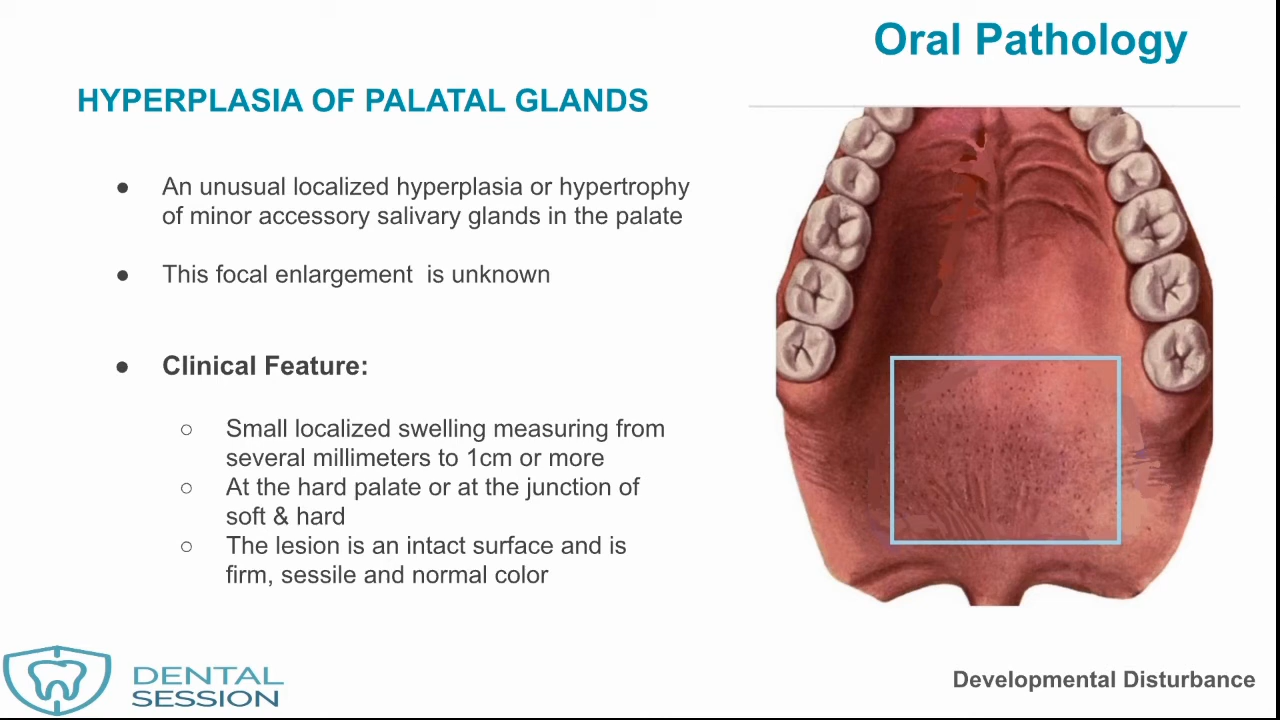 Oral Pathology
HYPERPLASIA OF PALATAL GLANDS
● An unusual localized hyperplasia or hypertrophy
of minor accessory salivary glands in the palate
● This focal enlargement is unknown
● Clinical Feature:
○ Small localized swelling measuring from
several millimeters to 1cm or more
○ At the hard palate or at the junction of
soft & hard
○ The lesion is an intact surface and is
firm, sessile and normal color
DENTAL
SESSION
Developmental Disturbance